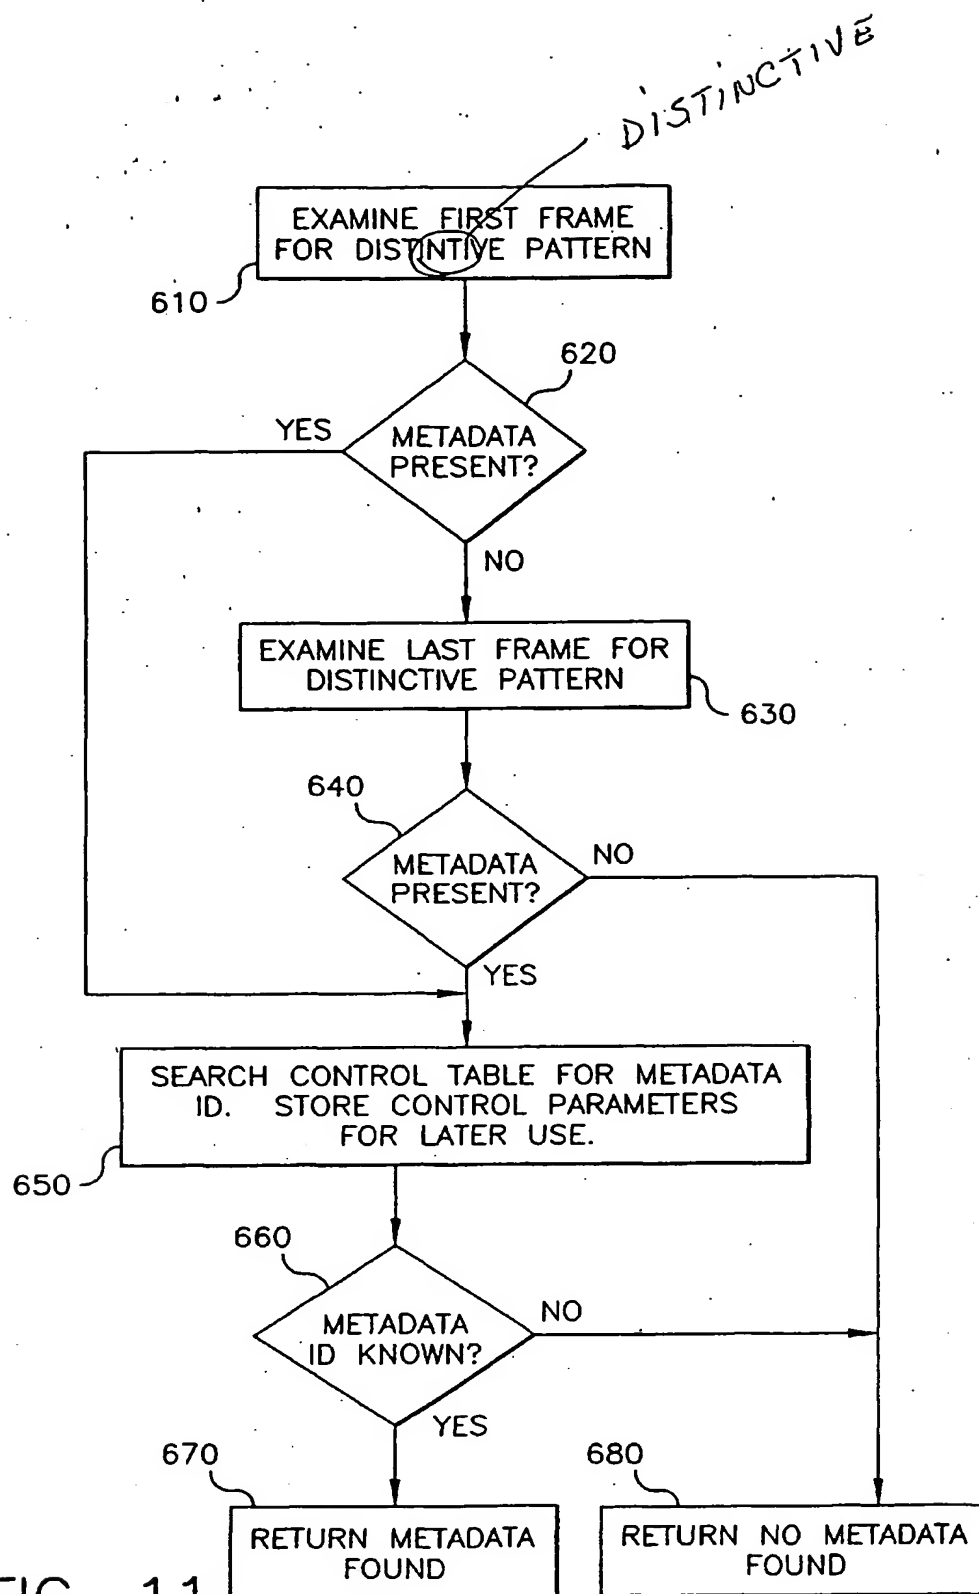 DISTINCTIVE
EXAMINE FIRST FRAME
FOR DISTINTIVE PATTERN
610
620
YES
METADATA
PRESENT?
NO
EXAMINE LAST FRAME FOR
DISTINCTIVE PATTERN
630
640
METADATA
PRESENT?
NO
YES
SEARCH CONTROL TABLE FOR METADATA
ID. STORE CONTROL PARAMETERS
FOR LATER USE.
650
660
METADATA
ID KNOWN?
NO
YES
670
680
RETURN METADATA
FOUND
RETURN NO METADATA
FOUND
FIG. 11